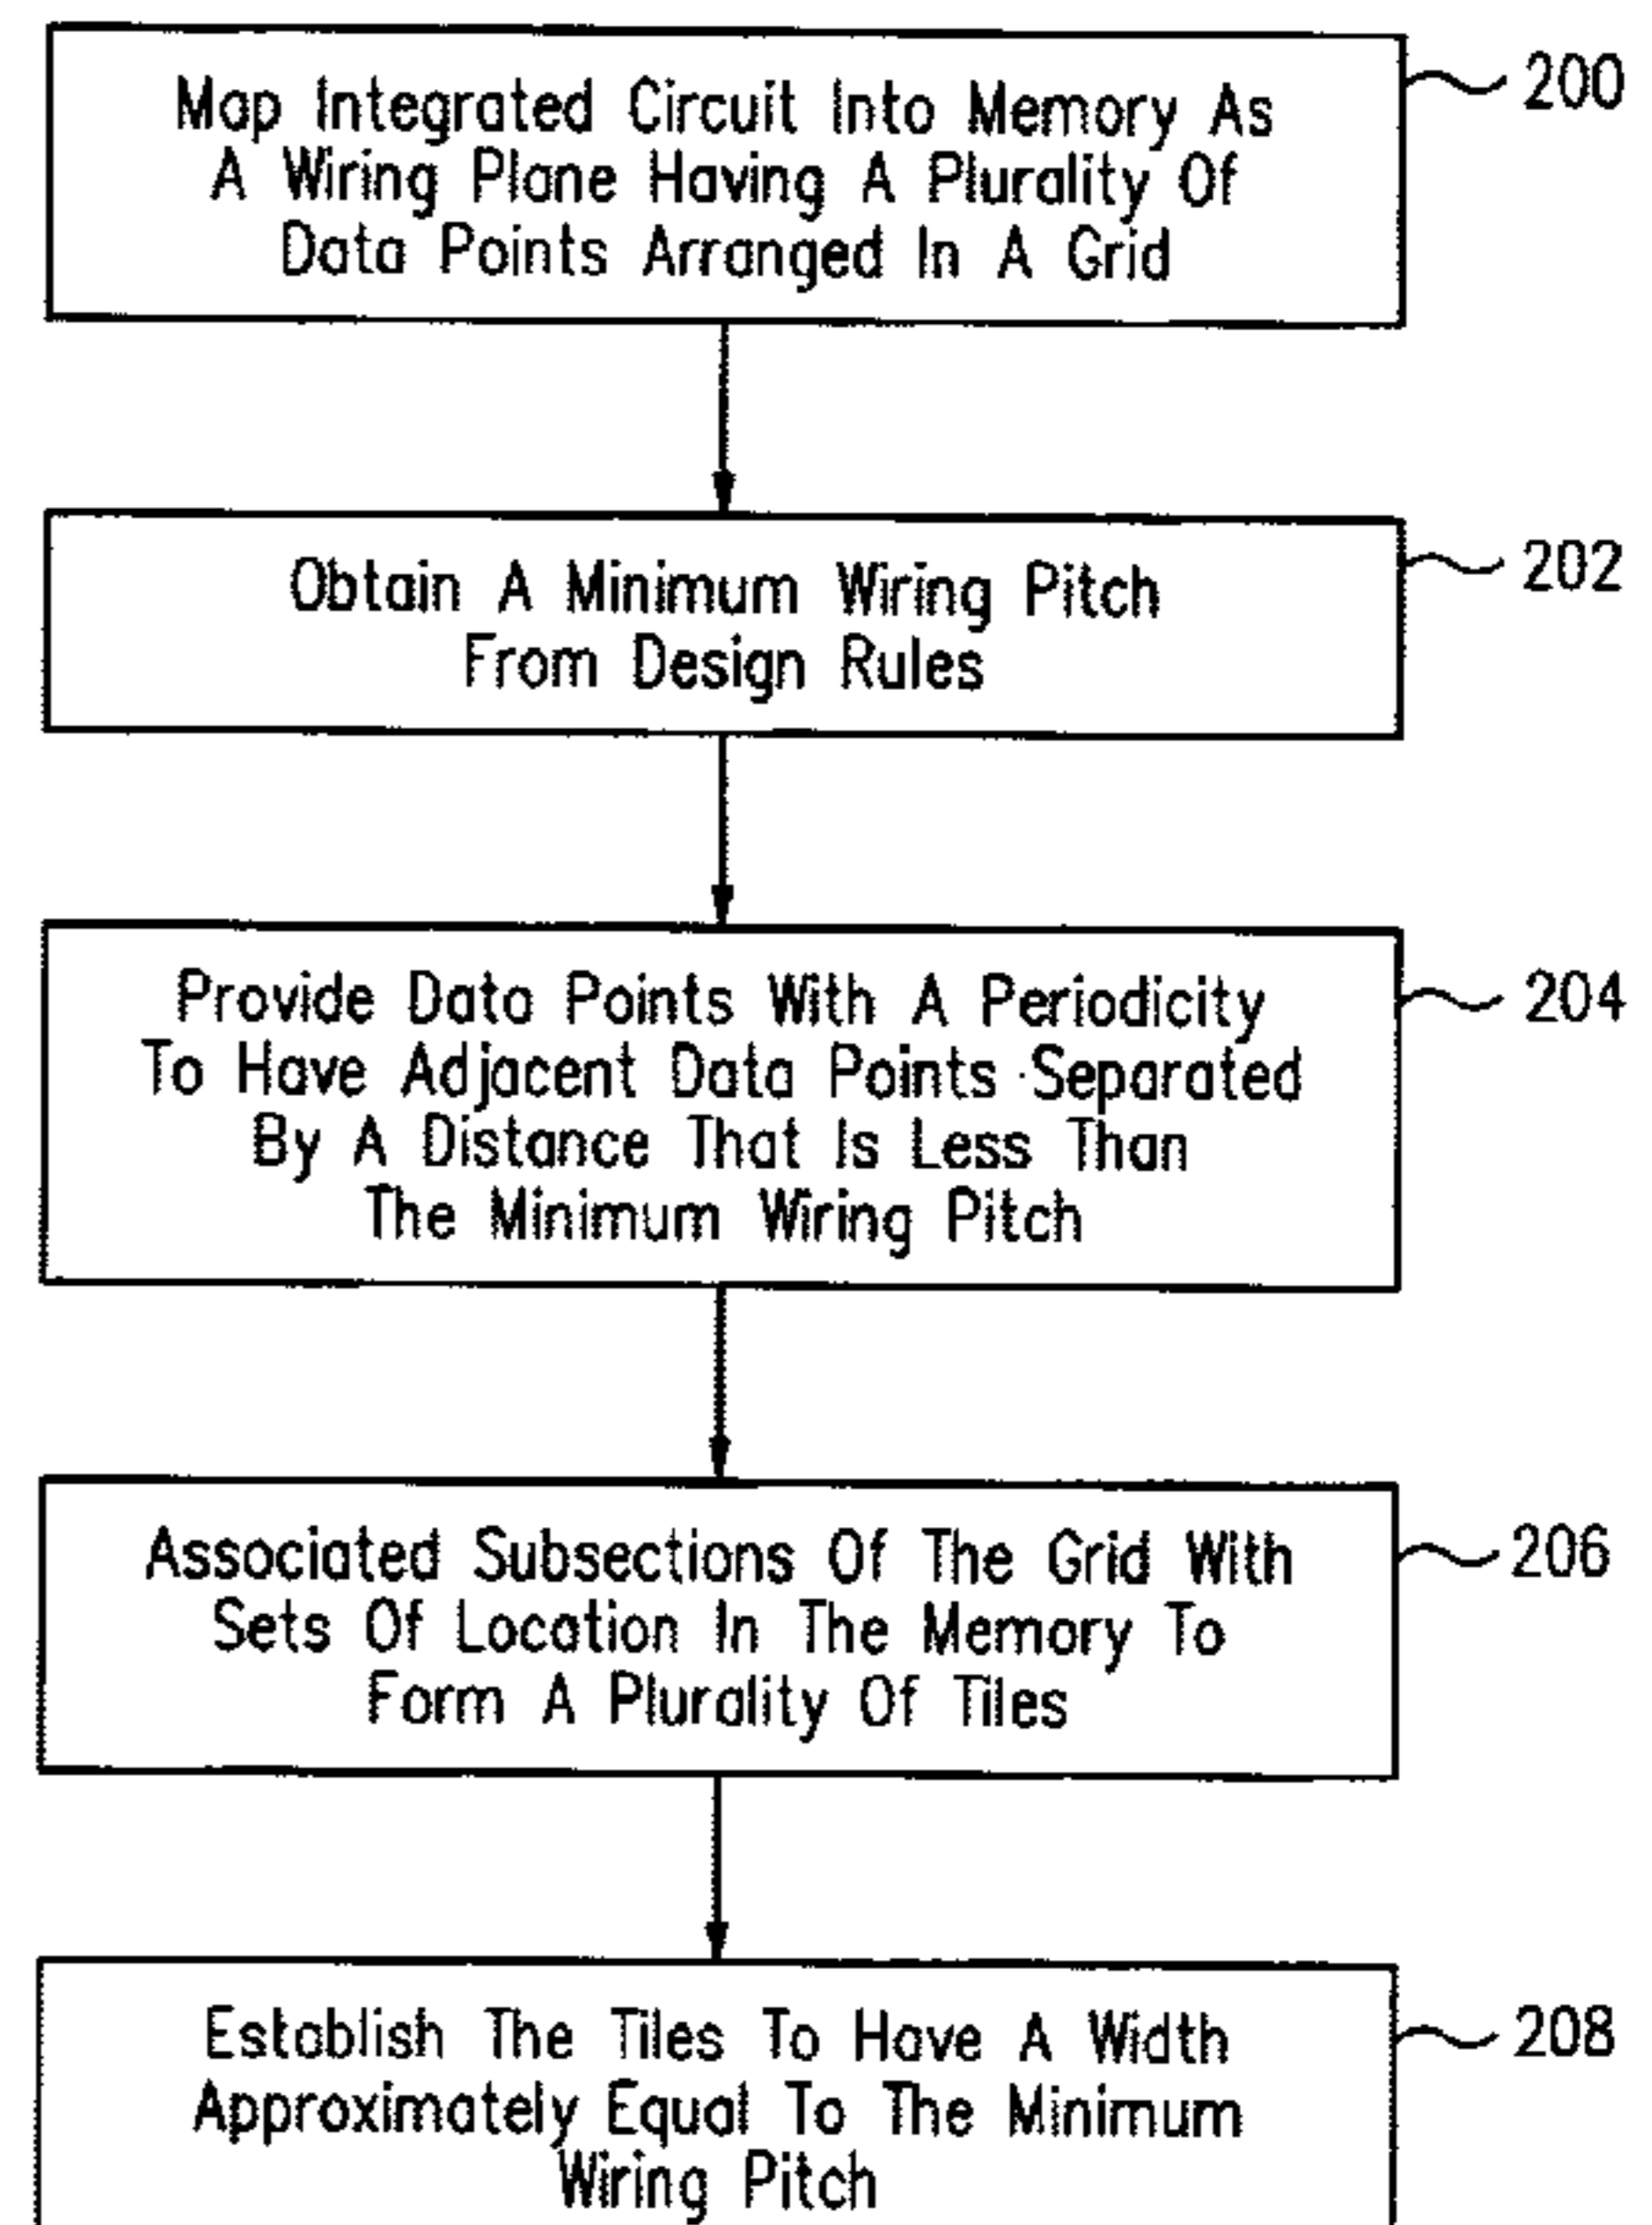 Map Integrated Circuit Into Memory As
A Wiring Plane Having A Plurality Of
Data Points Arranged In A Grid
200
Obtain A Minimum Wiring Pitch
From Design Rules
202
Provide Data Points With A Periodicity
To Have Adjacent Data Points Separated
By A Distance That Is Less Than
The Minimum Wiring Pitch
204
Associated Subsections Of The Grid With
Sets Of Location In The Memory To
Form A Plurality Of Tiles
206
Establish The Tiles To Have A Width
Approximately Equal To The Minimum
Wiring Pitch
208